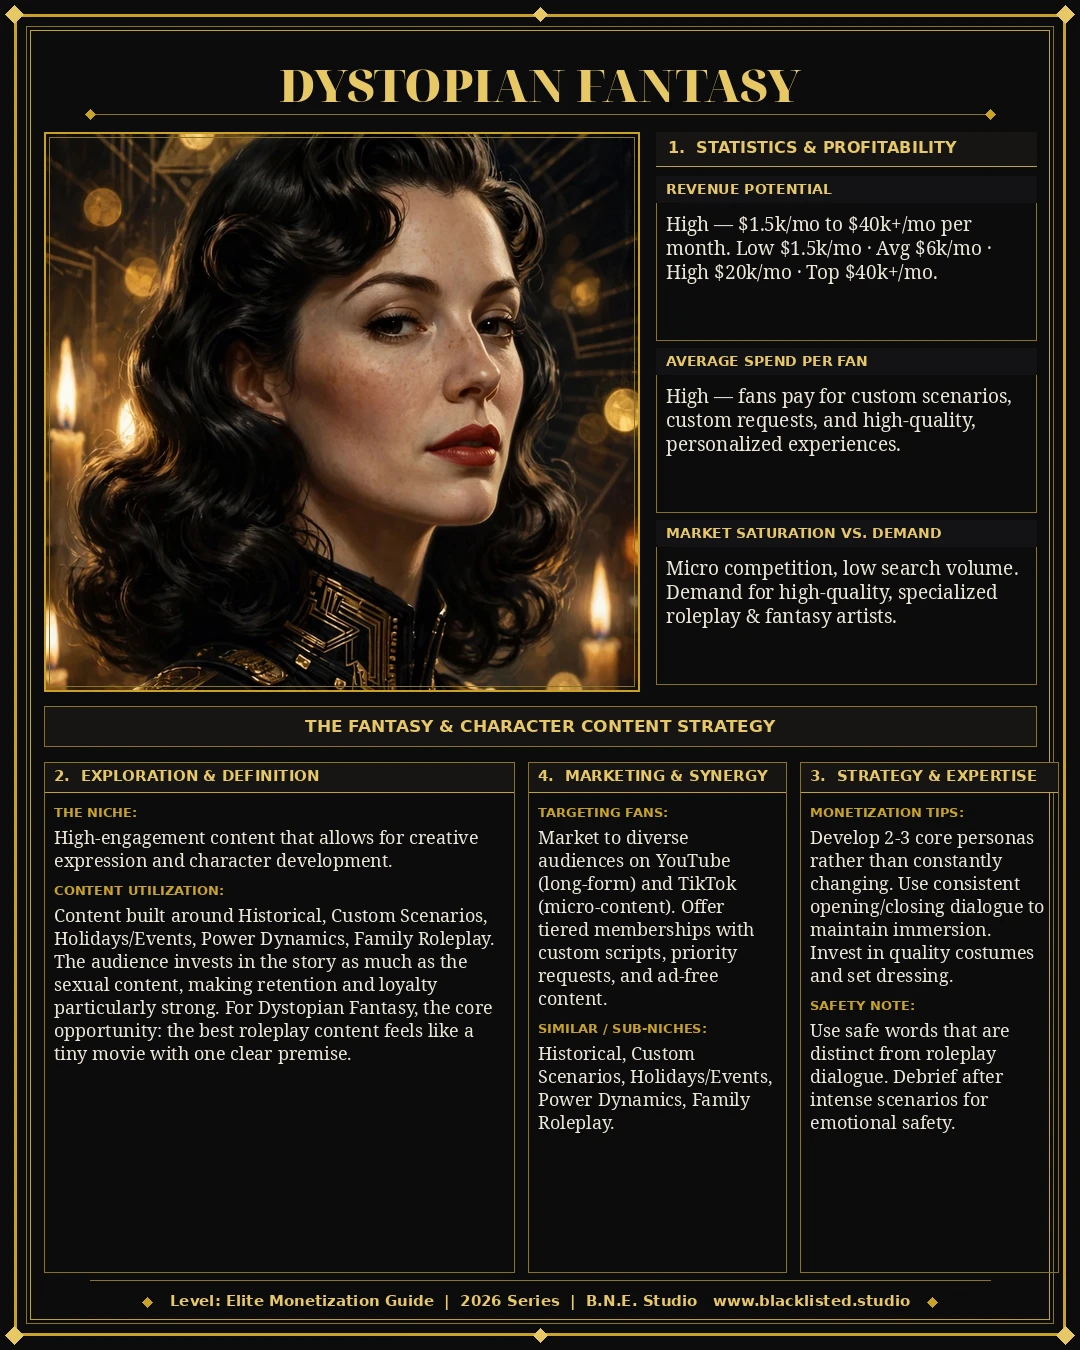 DYSTOPIAN FANTASY
1. STATISTICS & PROFITABILITY
REVENUE POTENTIAL
High — $1.5k/mo to $40k+/mo per
month. Low $1.5k/mo · Avg $6k/mo ·
High $20k/mo · Top $40k+/mo.
AVERAGE SPEND PER FAN
High — fans pay for custom scenarios,
custom requests, and high-quality,
personalized experiences.
MARKET SATURATION VS. DEMAND
Micro competition, low search volume.
Demand for high-quality, specialized
roleplay & fantasy artists.
THE FANTASY & CHARACTER CONTENT STRATEGY
2. EXPLORATION & DEFINITION
THE NICHE:
High-engagement content that allows for creative
expression and character development.
CONTENT UTILIZATION:
Content built around Historical, Custom Scenarios,
Holidays/Events, Power Dynamics, Family Roleplay.
The audience invests in the story as much as the
sexual content, making retention and loyalty
particularly strong. For Dystopian Fantasy, the core
opportunity: the best roleplay content feels like a
tiny movie with one clear premise.
4. MARKETING & SYNERGY
TARGETING FANS:
Market to diverse
audiences on YouTube
(long-form) and TikTok
(micro-content). Offer
tiered memberships with
custom scripts, priority
requests, and ad-free
content.
SIMILAR / SUB-NICHES:
Historical, Custom
Scenarios, Holidays/Events,
Power Dynamics, Family
Roleplay.
3. STRATEGY & EXPERTISE
MONETIZATION TIPS:
Develop 2-3 core personas
rather than constantly
changing. Use consistent
opening/closing dialogue to
maintain immersion.
Invest in quality costumes
and set dressing.
SAFETY NOTE:
Use safe words that are
distinct from roleplay
dialogue. Debrief after
intense scenarios for
emotional safety.
Level: Elite Monetization Guide | 2026 Series | B.N.E. Studio www.blacklisted.studio